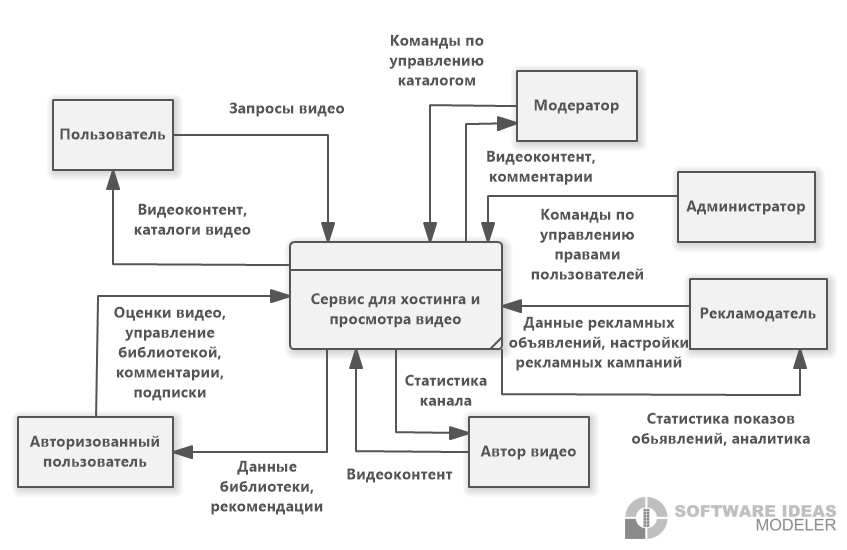 Команды по
управлению
каталогом
Модератор
Запросы видео
Пользователь
Видеоконтент,
комментарии
Администратор
Видеоконтент,
каталоги видео
Команды по
управлению
правами
пользователей
Сервис для хостинга и
просмотра видео
Рекламодатель
Оценки видео,
управление
библиотекой,
комментарии,
подписки
Данные рекламных
объявлений, настройки
рекламных кампаний
Статистика
канала
Статистика показов
обьявлений, аналитика
Авторизованный
пользователь
Автор видео
Данные
библиотеки,
рекомендации
Видеоконтент
SOFTWARE IDEAS
MODELER